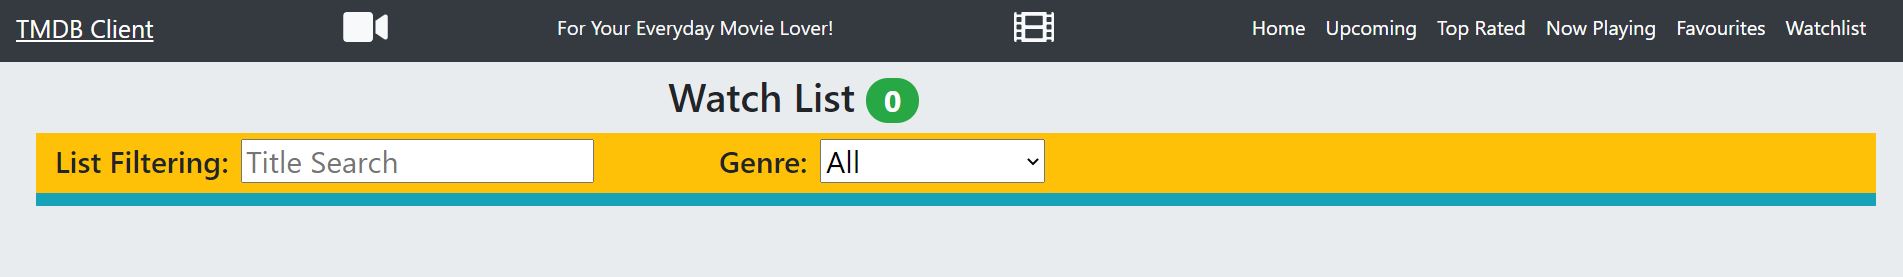 TMDB Client For Your Everyday Movie Lover! Home Upcoming Top Rated Now Playing Favourites Watchlist
Watch List 0
List Filtering: Title Search Genre: All